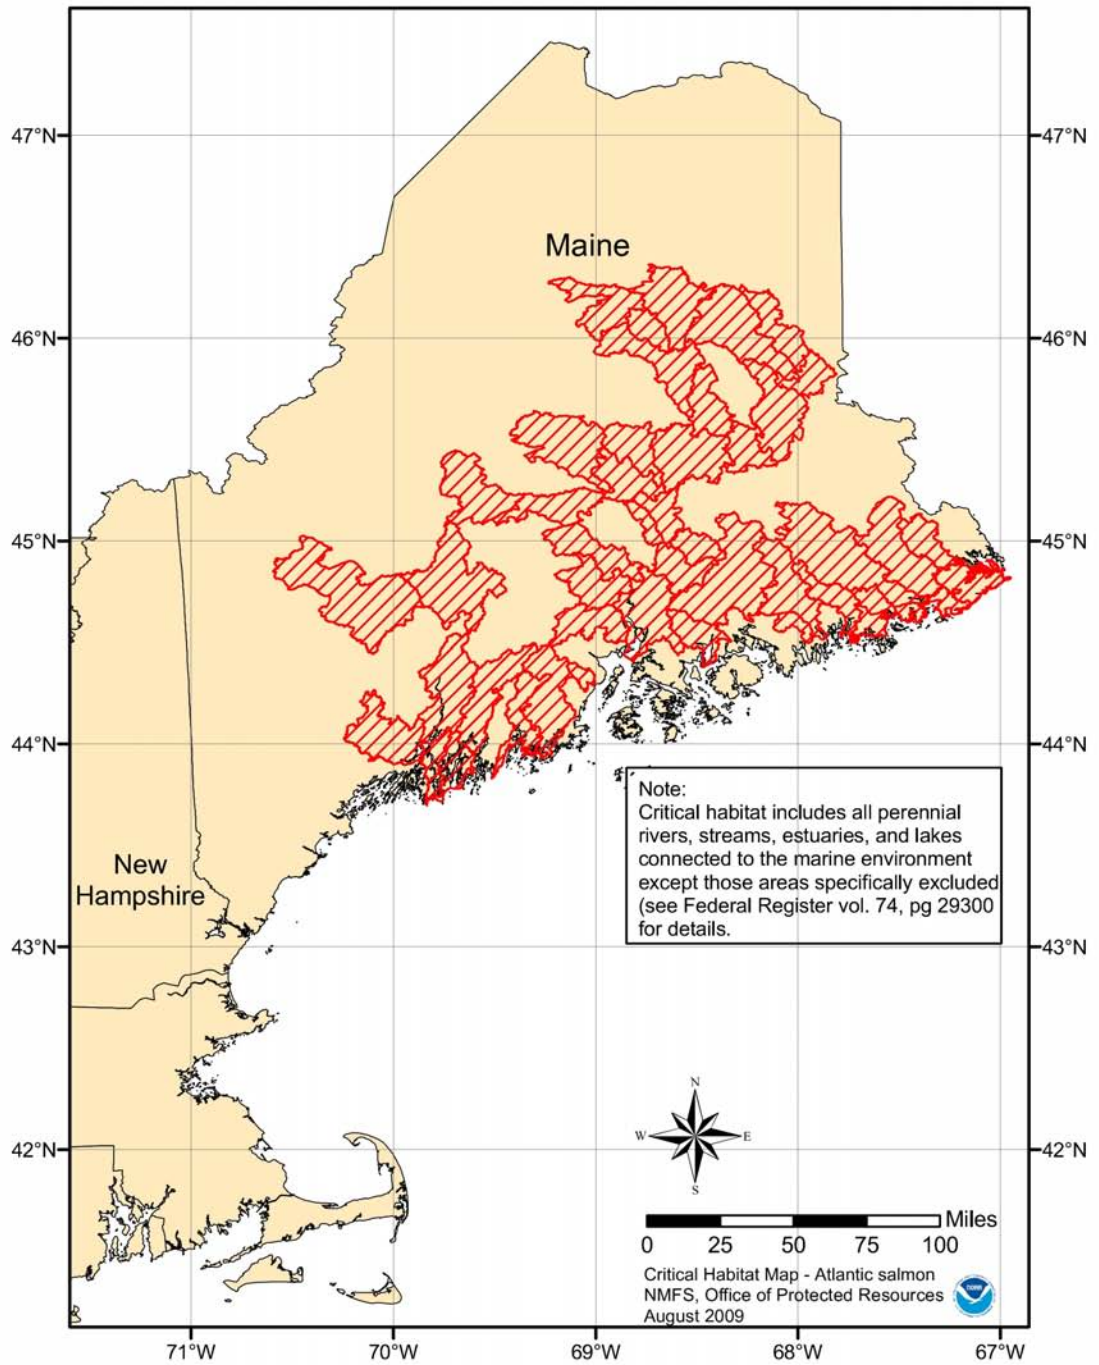 47°N
47°N
Maine
46°N
46°N
45°N
45°N
44°N
44°N
Note:
Critical habitat includes all perennial
rivers, streams, estuaries, and lakes
connected to the marine environment
except those areas specifically excluded
(see Federal Register vol. 74, pg 29300
for details.
New
Hampshire
43°N
43°N
N
W
E
S
42°N
42°N
Miles
0 25 50 75 100
Critical Habitat Map - Atlantic salmon
NMFS, Office of Protected Resources
August 2009
NOAA
71°W 70°W 69°W 68°W 67°W